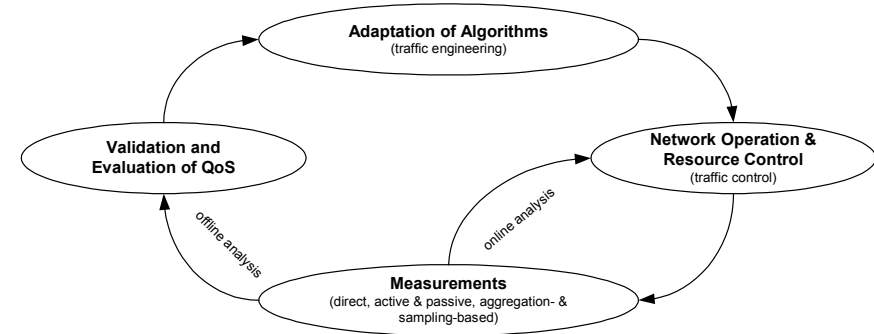 Adaptation of Algorithms
(traffic engineering)
Validation and
Evaluation of QoS
Network Operation &
Resource Control
(traffic control)
offline analysis
online analysis
Measurements
(direct, active & passive, aggregation- &
sampling-based)